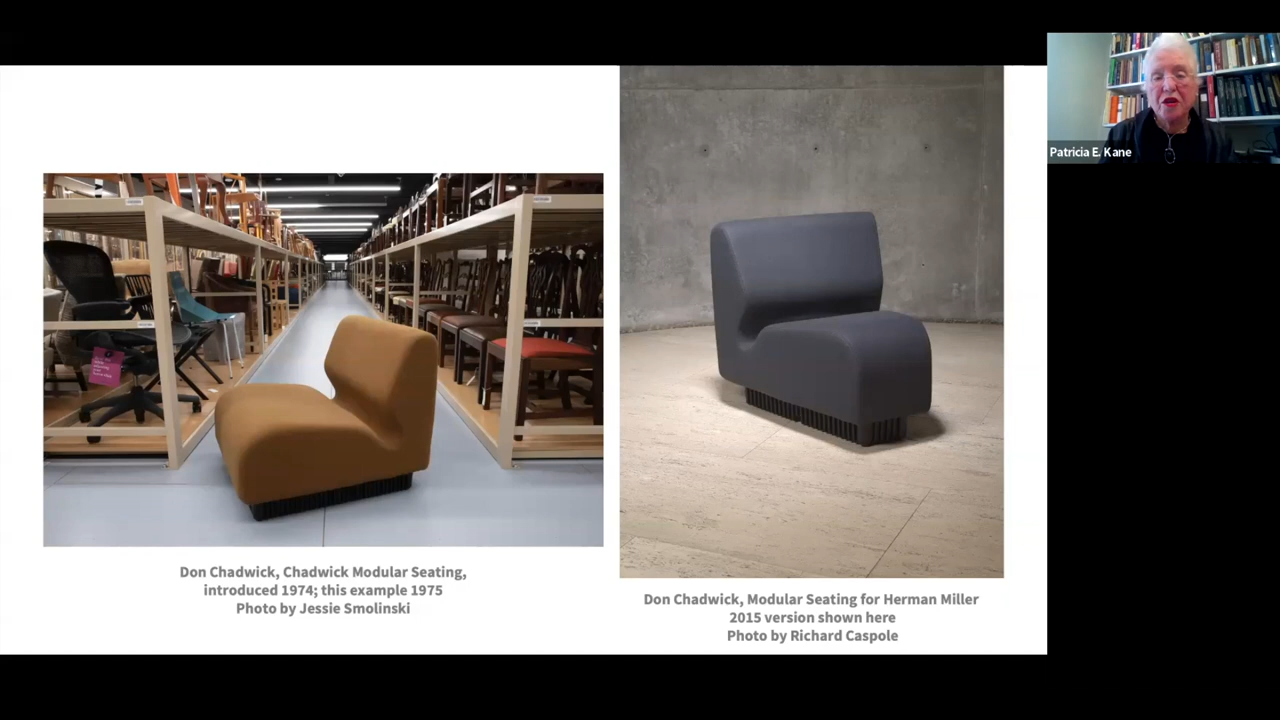 Patricia E. Kane
Don Chadwick, Chadwick Modular Seating,
introduced 1974; this example 1975
Photo by Jessie Smolinski
Don Chadwick, Modular Seating for Herman Miller
2015 version shown here
Photo by Richard Caspole